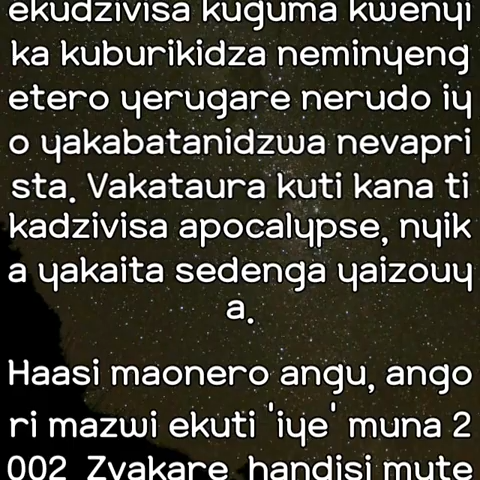 ekudzivisa kuguma kwenyi
ka kuburikidza neminyeng
etero yerugare nerudo iy
o yakabatanidzwa nevapri
sta. Vakataura kuti kana ti
kadzivisa apocalypse, nyik
a yakaita sedenga yaizouy
a.
Haasi maonero angu, ango
ri mazwi ekuti 'iye' muna 2
002 Zvakare handisi mute